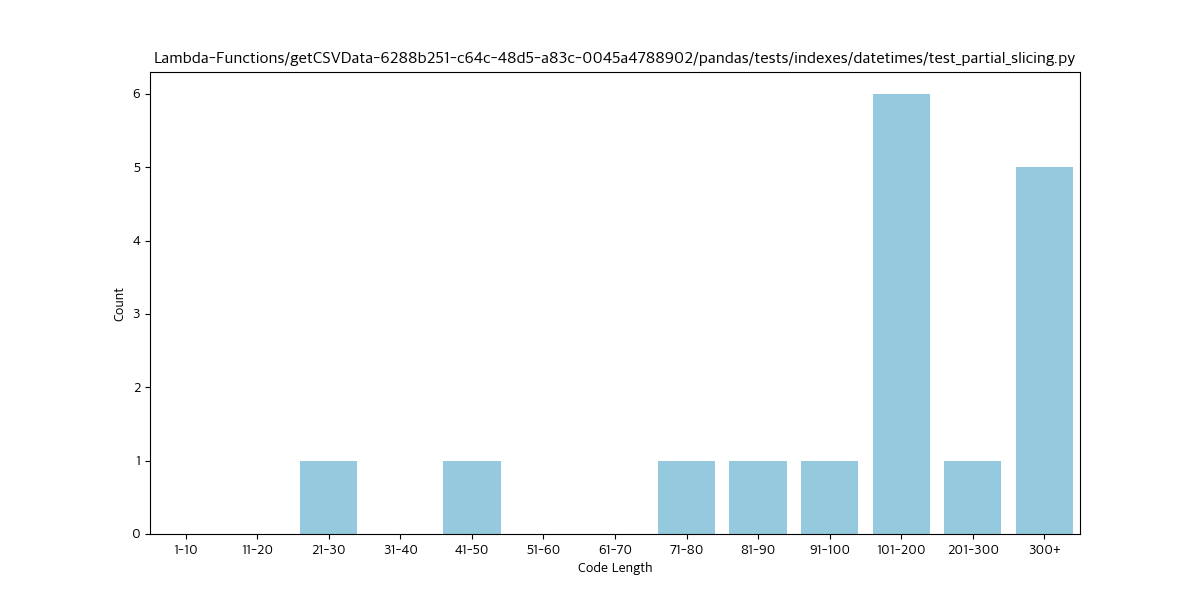 Lambda-Functions/getCSVData-6288b251-c64c-48d5-a83c-0045a4788902/pandas/tests/indexes/datetimes/test_partial_slicing.py
6
5
4
3
2
1
0
Count
1-10 11-20 21-30 31-40 41-50 51-60 61-70 71-80 81-90 91-100 101-200 201-300 300+
Code Length